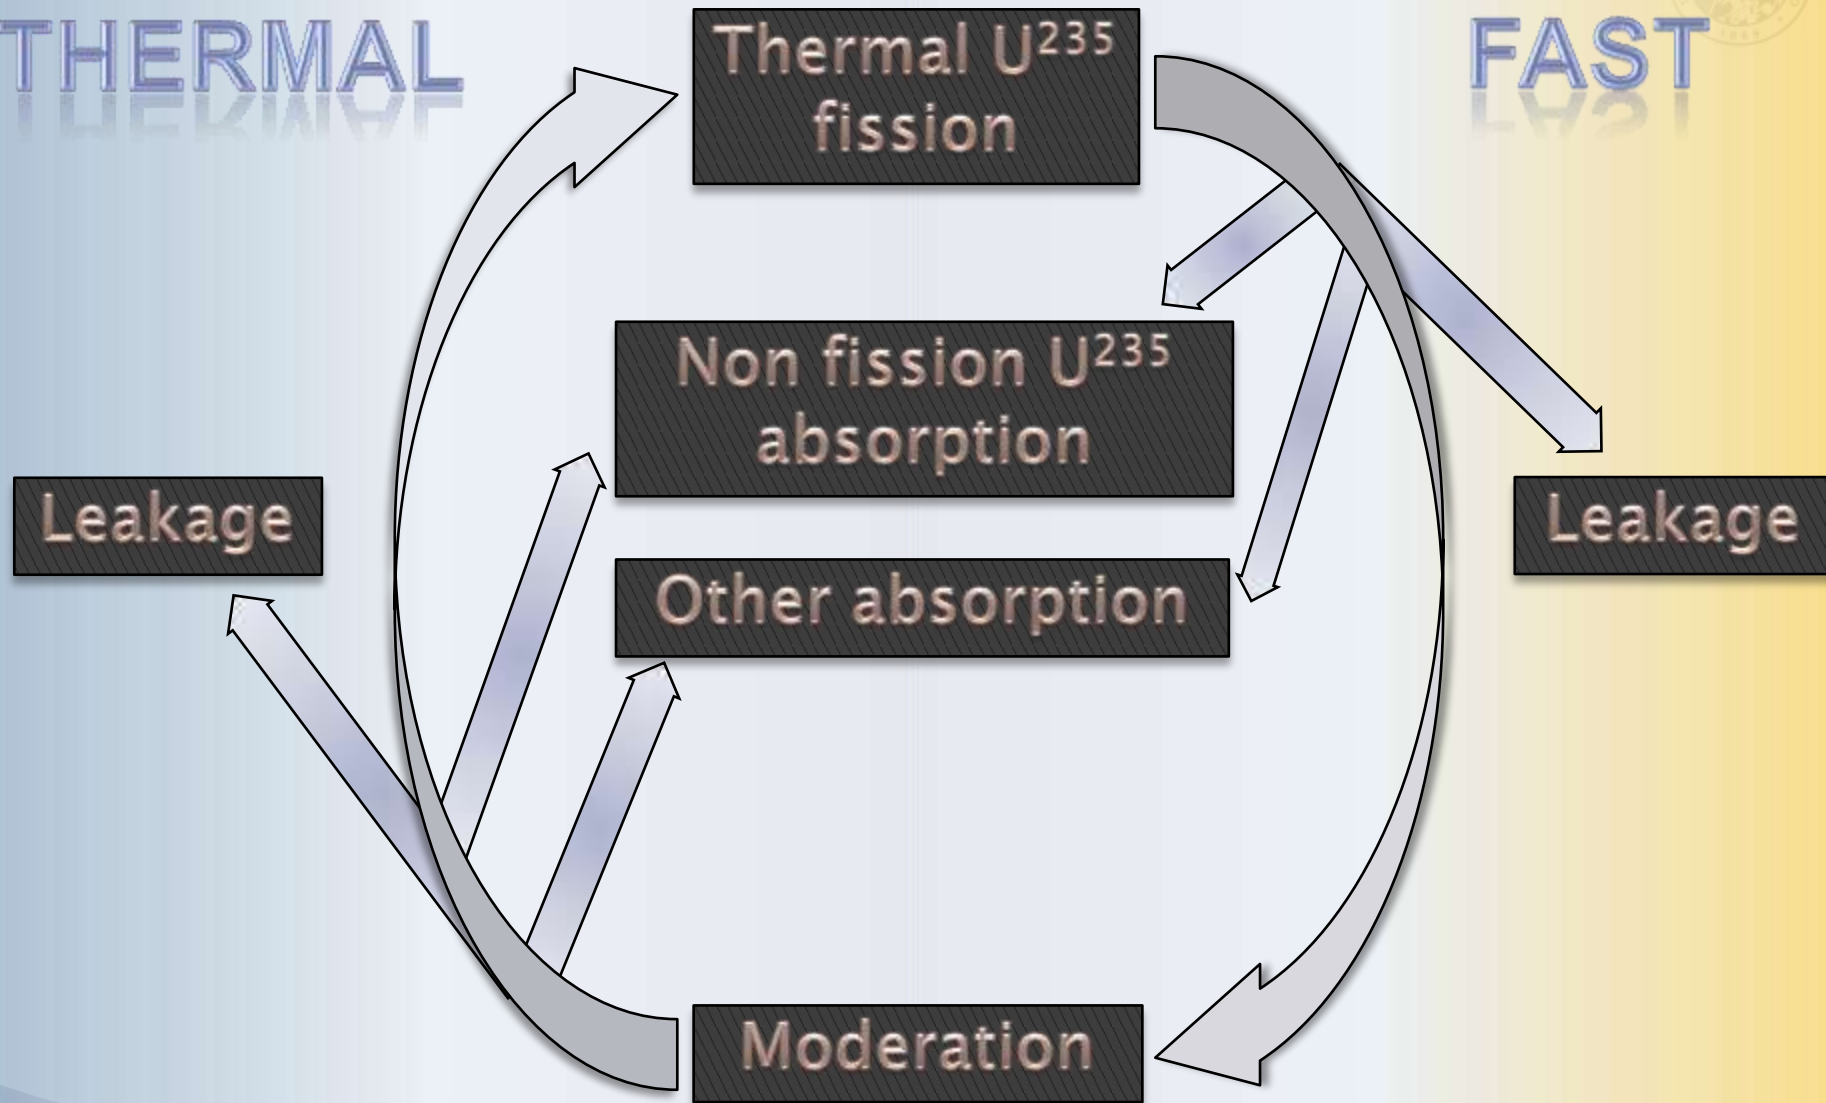 THERMAL
FAST
Thermal U²³⁵
fission
Non fission U²³⁵
absorption
Leakage
Leakage
Other absorption
Moderation